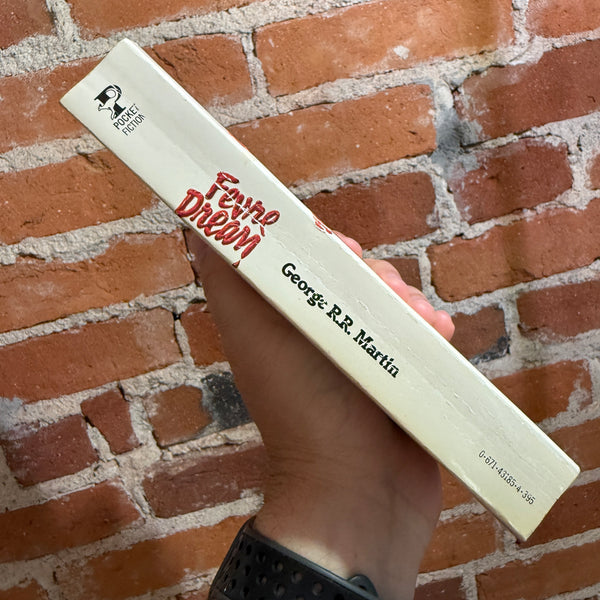 POCKET
FICTION
Fevre
Dream
George R.R. Martin
0-671-43185-4·395